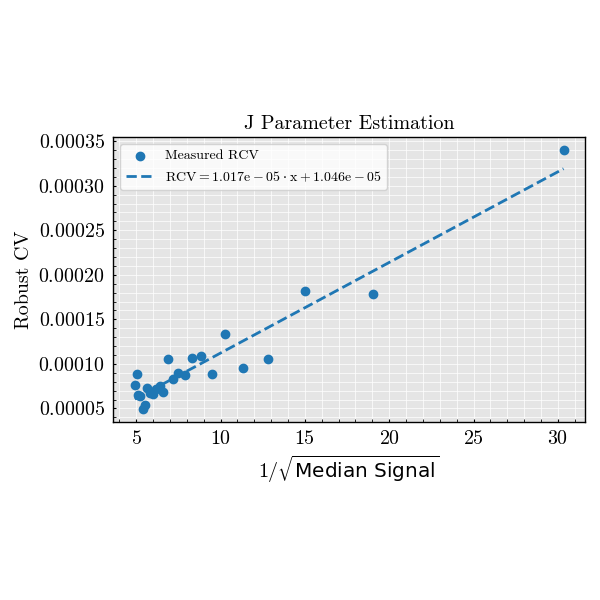 J Parameter Estimation
Measured RCV
RCV = 1.017e − 05 · x + 1.046e − 05
Robust CV
0.00035
0.00030
0.00025
0.00020
0.00015
0.00010
0.00005
5 10 15 20 25 30
1/√Median Signal